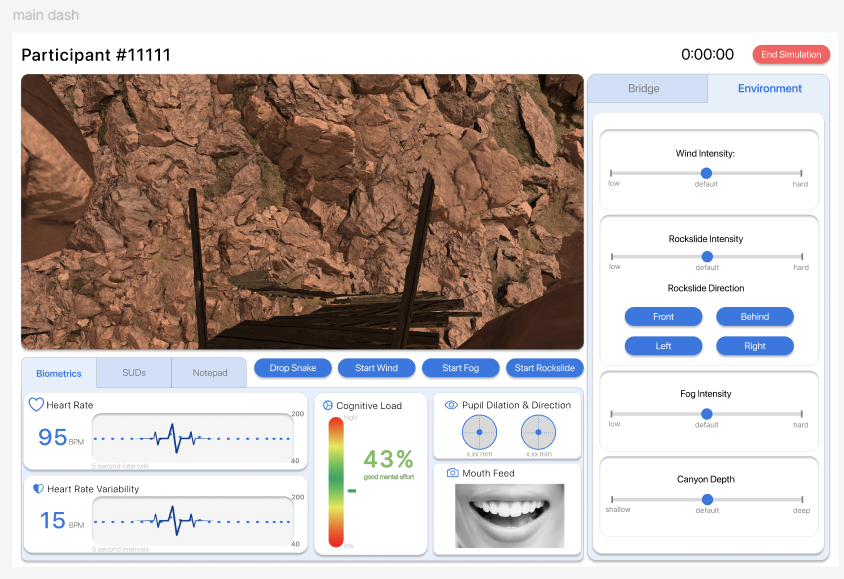 main dash
Participant #11111
0:00:00
End Simulation
Bridge
Environment
Wind Intensity:
low
default
hard
Rockslide Intensity
low
default
hard
Rockslide Direction
Front
Behind
Left
Right
Fog Intensity
low
default
hard
Canyon Depth
shallow
default
deep
Biometrics
SUDs
Notepad
Drop Snake
Start Wind
Start Fog
Start Rockslide
Heart Rate
95 BPM
200
40
5 second intervals
Heart Rate Variability
15 BPM
200
40
5 second intervals
Cognitive Load
high
43%
good mental effort
low
Pupil Dilation & Direction
x.xx mm
x.xx mm
Mouth Feed